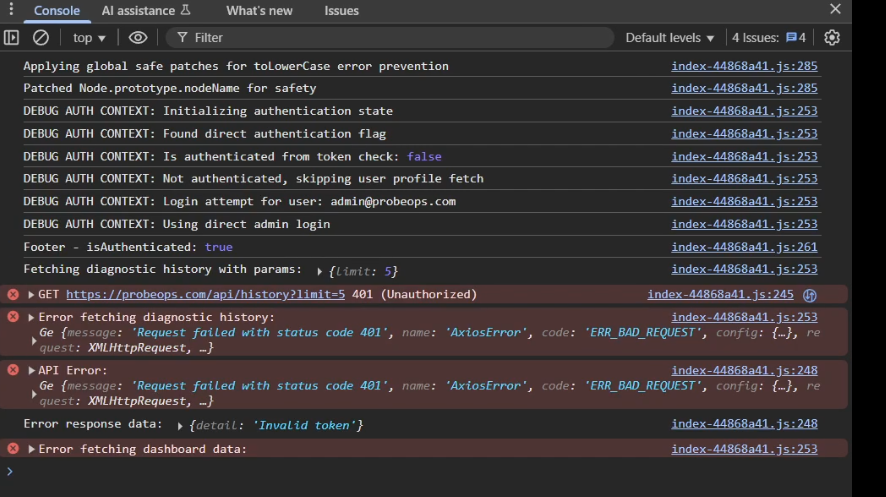 Console AI assistance What's new Issues
top Filter Default levels 4 Issues: 4
Applying global safe patches for toLowerCase error prevention index-44868a41.js:285
Patched Node.prototype.nodeName for safety index-44868a41.js:285
DEBUG AUTH CONTEXT: Initializing authentication state index-44868a41.js:253
DEBUG AUTH CONTEXT: Found direct authentication flag index-44868a41.js:253
DEBUG AUTH CONTEXT: Is authenticated from token check: false index-44868a41.js:253
DEBUG AUTH CONTEXT: Not authenticated, skipping user profile fetch index-44868a41.js:253
DEBUG AUTH CONTEXT: Login attempt for user: admin@probeops.com index-44868a41.js:253
DEBUG AUTH CONTEXT: Using direct admin login index-44868a41.js:253
Footer - isAuthenticated: true index-44868a41.js:261
Fetching diagnostic history with params: {limit: 5} index-44868a41.js:253
GET https://probeops.com/api/history?limit=5 401 (Unauthorized) index-44868a41.js:245
Error fetching diagnostic history: index-44868a41.js:253
Ge {message: 'Request failed with status code 401', name: 'AxiosError', code: 'ERR_BAD_REQUEST', config: {…}, re
quest: XMLHttpRequest, …}
API Error: index-44868a41.js:248
Ge {message: 'Request failed with status code 401', name: 'AxiosError', code: 'ERR_BAD_REQUEST', config: {…}, re
quest: XMLHttpRequest, …}
Error response data: {detail: 'Invalid token'} index-44868a41.js:248
Error fetching dashboard data: index-44868a41.js:253